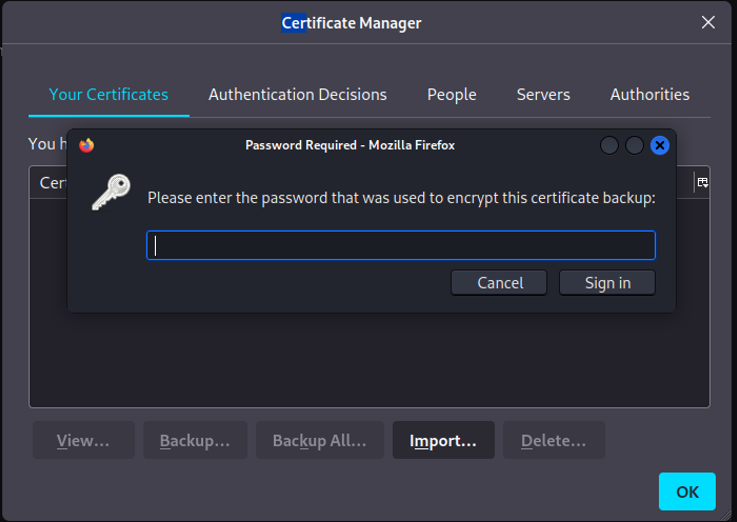 Certificate Manager
Your Certificates Authentication Decisions People Servers Authorities
You h
Password Required - Mozilla Firefox
Cer
Please enter the password that was used to encrypt this certificate backup:
Cancel Sign in
View... Backup... Backup All... Import... Delete...
OK